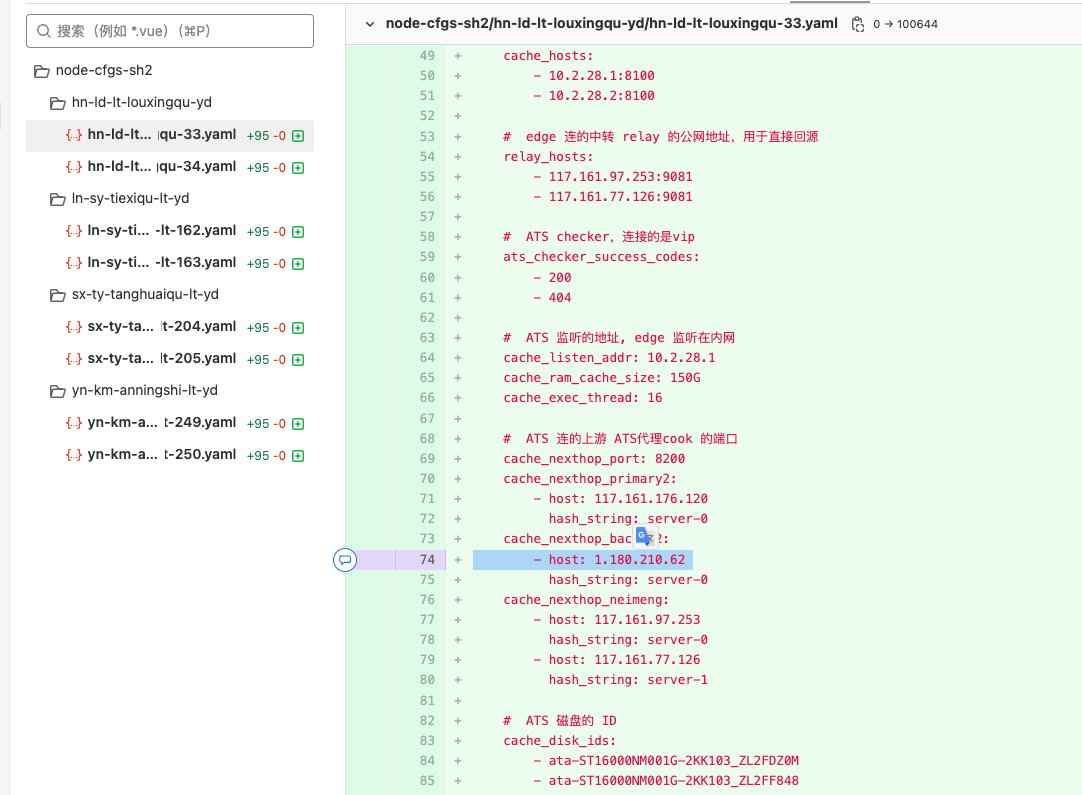 搜索（例如 *.vue）(⌘P)
node-cfgs-sh2
hn-ld-lt-louxingqu-yd
{..} hn-ld-lt... ıqu-33.yaml +95 -0
{..} hn-ld-lt... ıqu-34.yaml +95 -0
ln-sy-tiexiqu-lt-yd
{..} ln-sy-ti... -lt-162.yaml +95 -0
{..} ln-sy-ti... -lt-163.yaml +95 -0
sx-ty-tanghuaiqu-lt-yd
{..} sx-ty-ta... lt-204.yaml +95 -0
{..} sx-ty-ta... lt-205.yaml +95 -0
yn-km-anningshi-lt-yd
{..} yn-km-a... t-249.yaml +95 -0
{..} yn-km-a... t-250.yaml +95 -0
node-cfgs-sh2/hn-ld-lt-louxingqu-yd/hn-ld-lt-louxingqu-33.yaml 0 → 100644
49 + cache_hosts:
50 + - 10.2.28.1:8100
51 + - 10.2.28.2:8100
52 +
53 + # edge 连的中转 relay 的公网地址，用于直接回源
54 + relay_hosts:
55 + - 117.161.97.253:9081
56 + - 117.161.77.126:9081
57 +
58 + # ATS checker，连接的是vip
59 + ats_checker_success_codes:
60 + - 200
61 + - 404
62 +
63 + # ATS 监听的地址, edge 监听在内网
64 + cache_listen_addr: 10.2.28.1
65 + cache_ram_cache_size: 150G
66 + cache_exec_thread: 16
67 +
68 + # ATS 连的上游 ATS代理cook 的端口
69 + cache_nexthop_port: 8200
70 + cache_nexthop_primary2:
71 + - host: 117.161.176.120
72 + hash_string: server-0
73 + cache_nexthop_bac 2:
74 + - host: 1.180.210.62
75 + hash_string: server-0
76 + cache_nexthop_neimeng:
77 + - host: 117.161.97.253
78 + hash_string: server-0
79 + - host: 117.161.77.126
80 + hash_string: server-1
81 +
82 + # ATS 磁盘的 ID
83 + cache_disk_ids:
84 + - ata-ST16000NM001G-2KK103_ZL2FDZ0M
85 + - ata-ST16000NM001G-2KK103_ZL2FF848